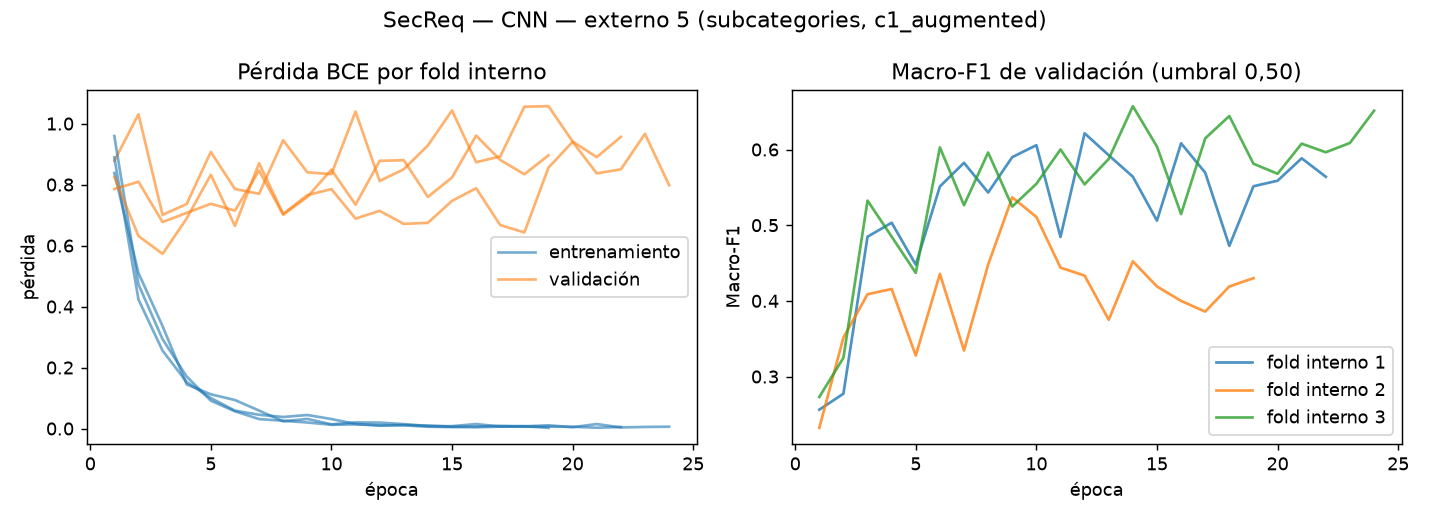 SecReq — CNN — externo 5 (subcategories, c1_augmented)
Pérdida BCE por fold interno
pérdida
1.0
0.8
0.6
0.4
0.2
0.0
0 5 10 15 20 25
época
entrenamiento
validación
Macro-F1 de validación (umbral 0,50)
Macro-F1
0.6
0.5
0.4
0.3
0 5 10 15 20 25
época
fold interno 1
fold interno 2
fold interno 3